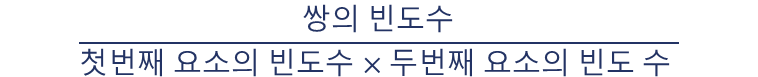 쌍의 빈도수
첫번째 요소의 빈도수 × 두번째 요소의 빈도 수